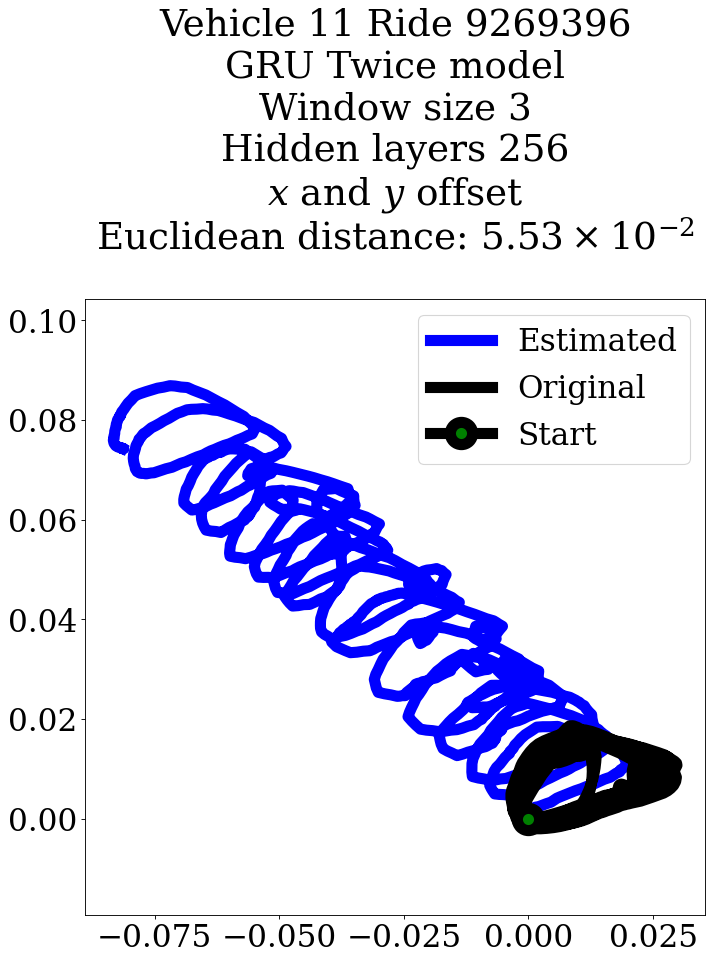 Vehicle 11 Ride 9269396
GRU Twice model
Window size 3
Hidden layers 256
x and y offset
Euclidean distance: 5.53 × 10⁻²
Estimated
Original
Start
0.10
0.08
0.06
0.04
0.02
0.00
−0.075 −0.050 −0.025 0.000 0.025